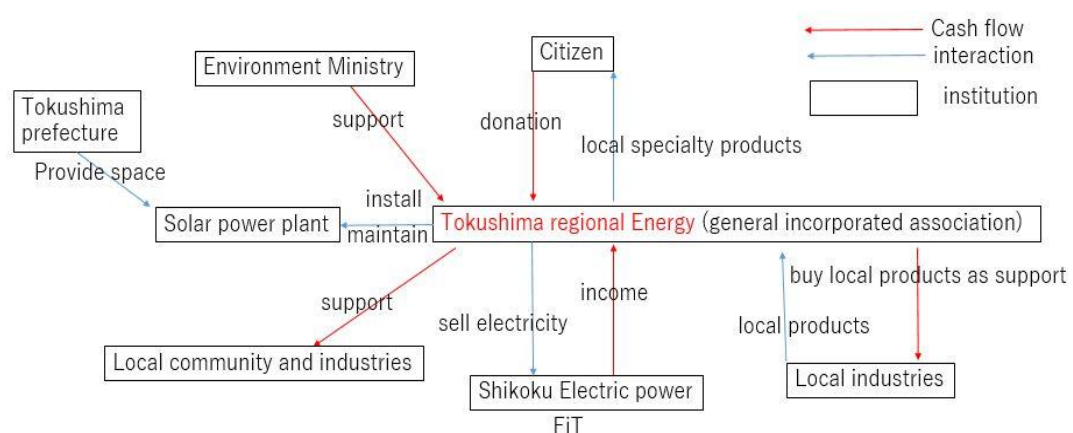 Cash flow
interaction
institution
Citizen
Environment Ministry
Tokushima
prefecture
support
donation
local specialty products
Provide space
install
Solar power plant
maintain
Tokushima regional Energy (general incorporated association)
support
sell electricity
income
buy local products as support
local products
Local community and industries
Shikoku Electric power
FiT
Local industries